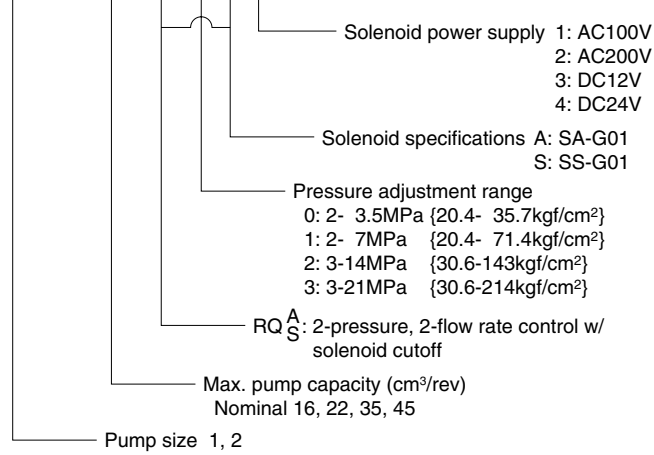 Solenoid power supply 1: AC100V
2: AC200V
3: DC12V
4: DC24V
Solenoid specifications A: SA-G01
S: SS-G01
Pressure adjustment range
0: 2- 3.5MPa {20.4- 35.7kgf/cm²}
1: 2- 7MPa {20.4- 71.4kgf/cm²}
2: 3-14MPa {30.6-143kgf/cm²}
3: 3-21MPa {30.6-214kgf/cm²}
RQ A S: 2-pressure, 2-flow rate control w/
solenoid cutoff
Max. pump capacity (cm³/rev)
Nominal 16, 22, 35, 45
Pump size 1, 2